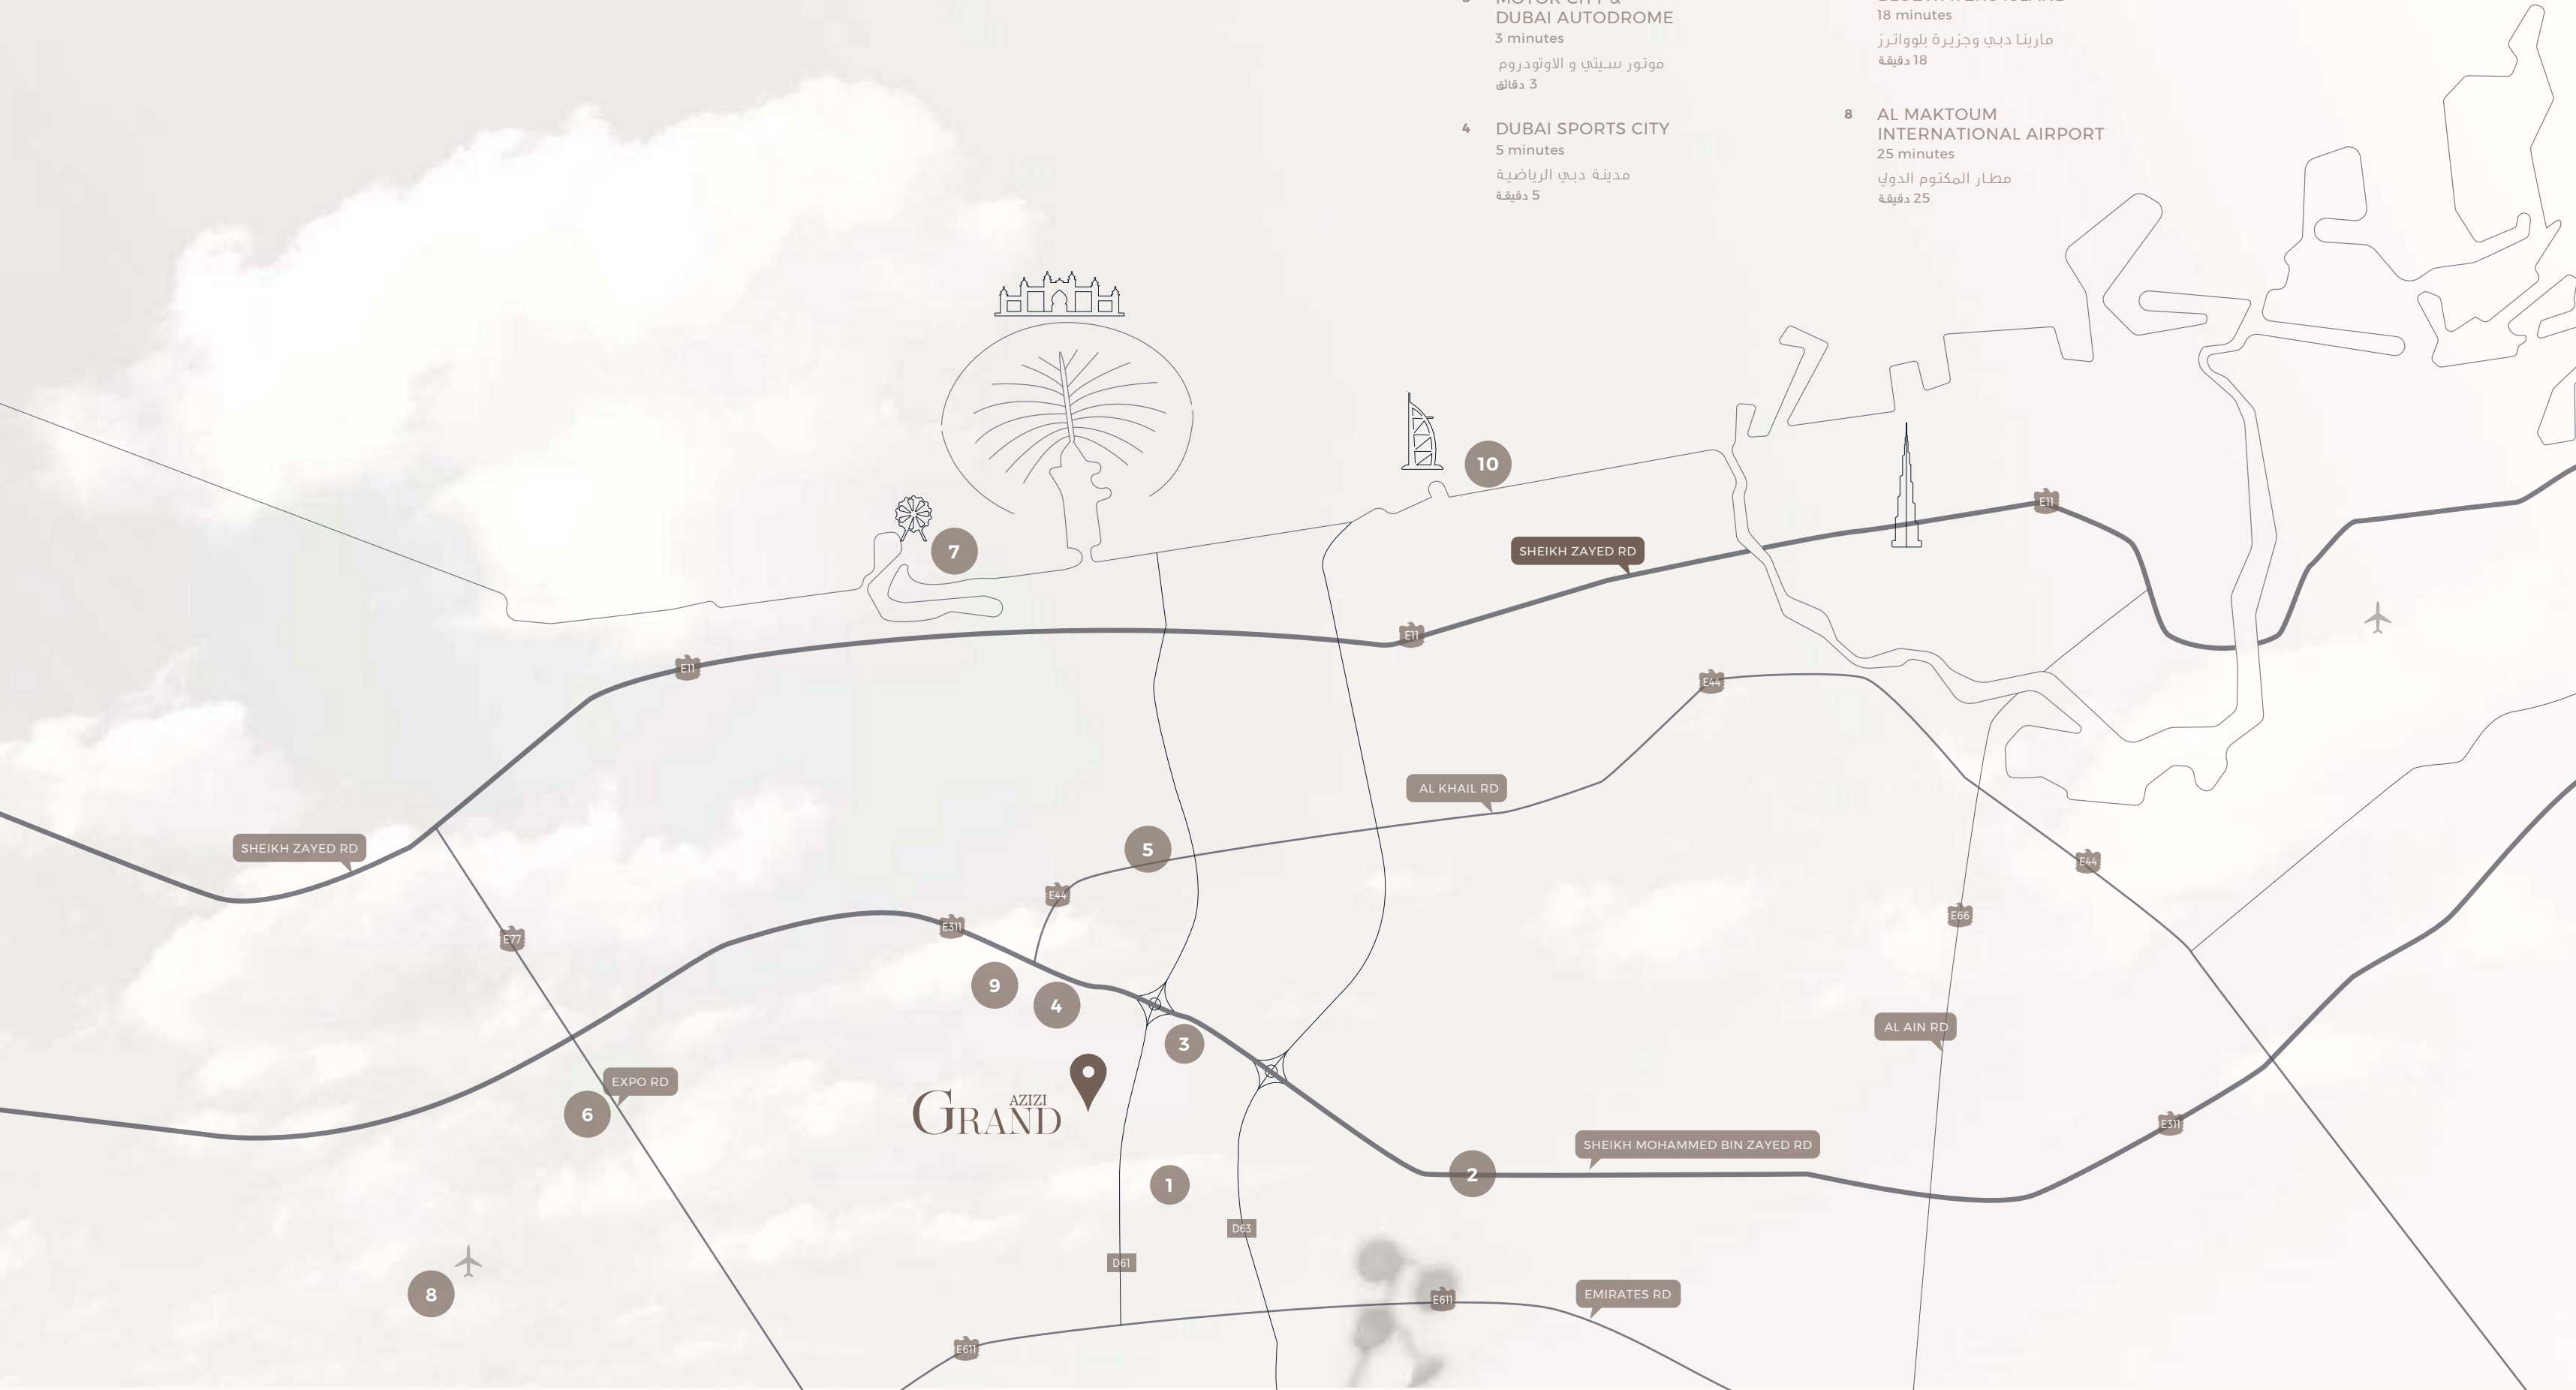 DUBAI AUTODROME
3 minutes
موتور سيتي و الاوتودروم
3 دقائق
4 DUBAI SPORTS CITY
5 minutes
مدينة دبي الرياضية
5 دقيقة
18 minutes
مارينا دبي وجزيرة بلوواترز
18 دقيقة
8 AL MAKTOUM
INTERNATIONAL AIRPORT
25 minutes
مطار المكتوم الدولي
25 دقيقة
10
E11
7
SHEIKH ZAYED RD
E11
E11
E44
AL KHAIL RD
SHEIKH ZAYED RD
5
E44
E44
E66
E311
E77
9
4
AL AIN RD
3
EXPO RD
6
AZIZI
GRAND
E311
SHEIKH MOHAMMED BIN ZAYED RD
2
1
D63
D61
8
EMIRATES RD
E611
E611